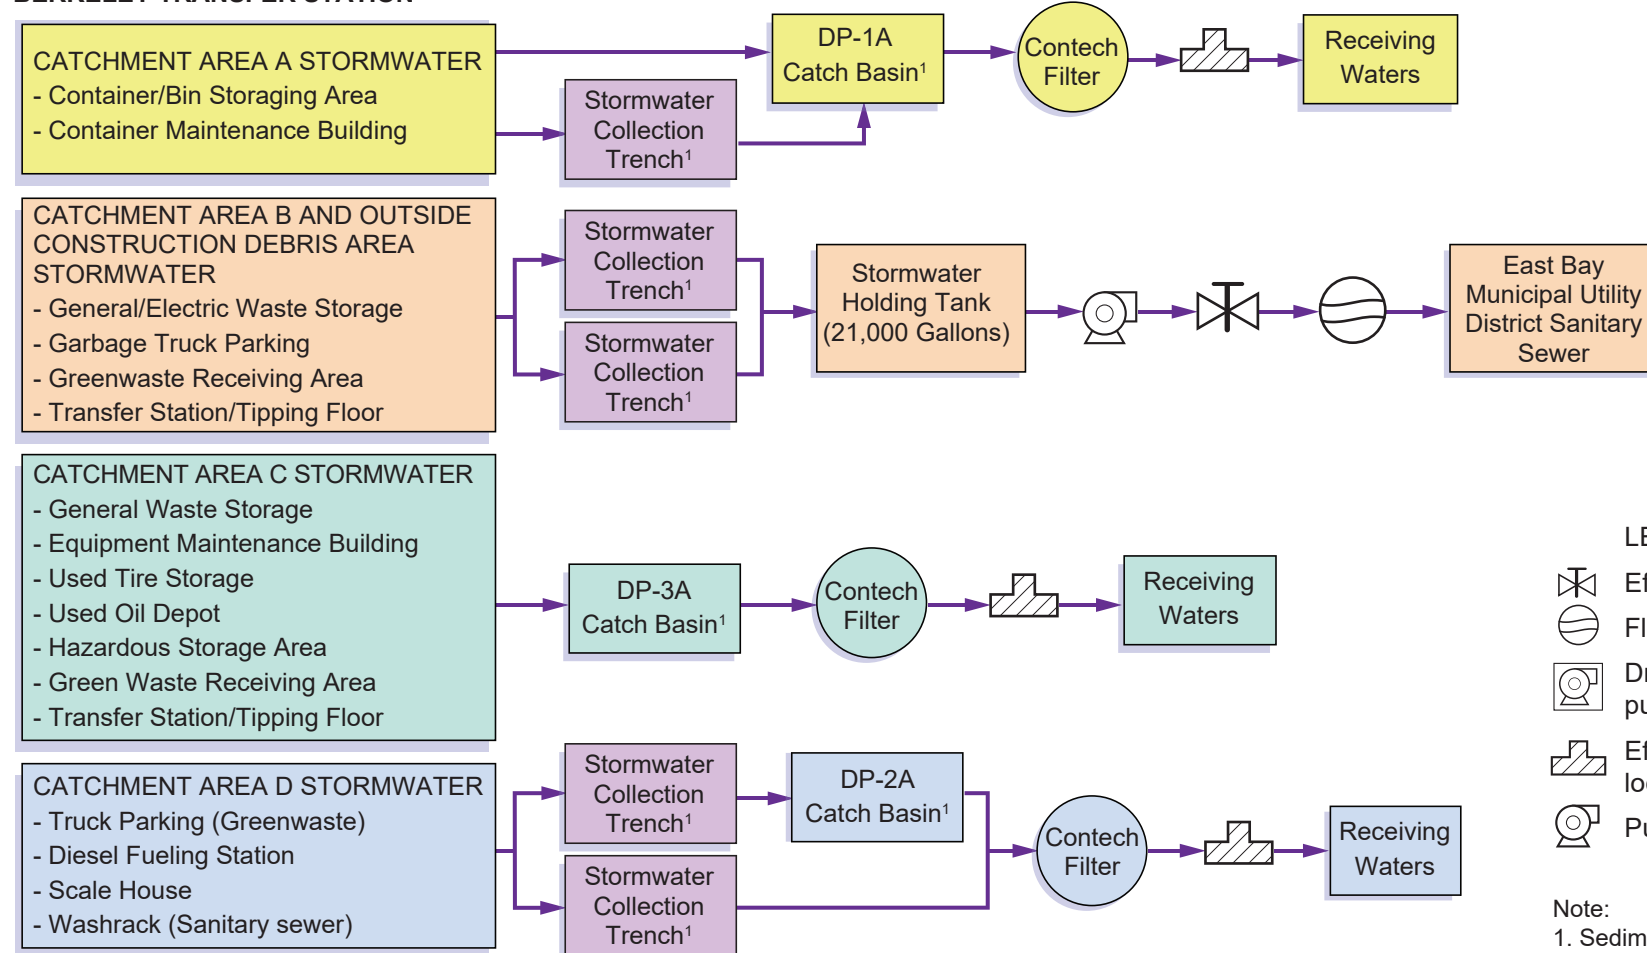 BERKELEY TRANSFER STATION
CATCHMENT AREA A STORMWATER
- Container/Bin Storaging Area
- Container Maintenance Building
Stormwater
Collection
Trench¹
DP-1A
Catch Basin¹
Contech
Filter
Receiving
Waters
CATCHMENT AREA B AND OUTSIDE
CONSTRUCTION DEBRIS AREA
STORMWATER
- General/Electric Waste Storage
- Garbage Truck Parking
- Greenwaste Receiving Area
- Transfer Station/Tipping Floor
Stormwater
Collection
Trench¹
Stormwater
Collection
Trench¹
Stormwater
Holding Tank
(21,000 Gallons)
East Bay
Municipal Utility
District Sanitary
Sewer
CATCHMENT AREA C STORMWATER
- General Waste Storage
- Equipment Maintenance Building
- Used Tire Storage
- Used Oil Depot
- Hazardous Storage Area
- Green Waste Receiving Area
- Transfer Station/Tipping Floor
DP-3A
Catch Basin¹
Contech
Filter
Receiving
Waters
CATCHMENT AREA D STORMWATER
- Truck Parking (Greenwaste)
- Diesel Fueling Station
- Scale House
- Washrack (Sanitary sewer)
Stormwater
Collection
Trench¹
Stormwater
Collection
Trench¹
DP-2A
Catch Basin¹
Contech
Filter
Receiving
Waters
Note:
1.